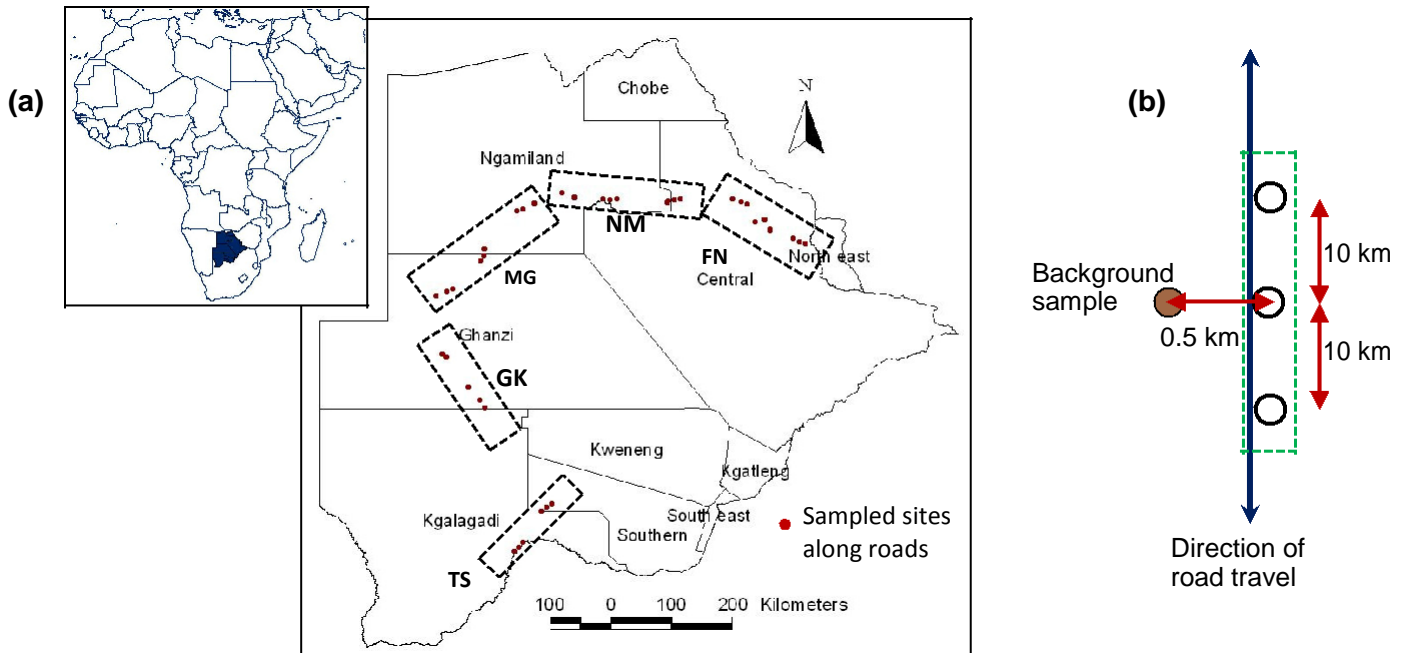 (a)
Chobe
N
Ngamiland
NM
FN
North east
Central
MG
Ghanzi
GK
Kweneng
Kgatleng
South east
Kgalagadi
Southern
TS
Sampled sites
along roads
100 0 100 200 Kilometers
(b)
10 km
Background
sample
0.5 km
10 km
Direction of
road travel